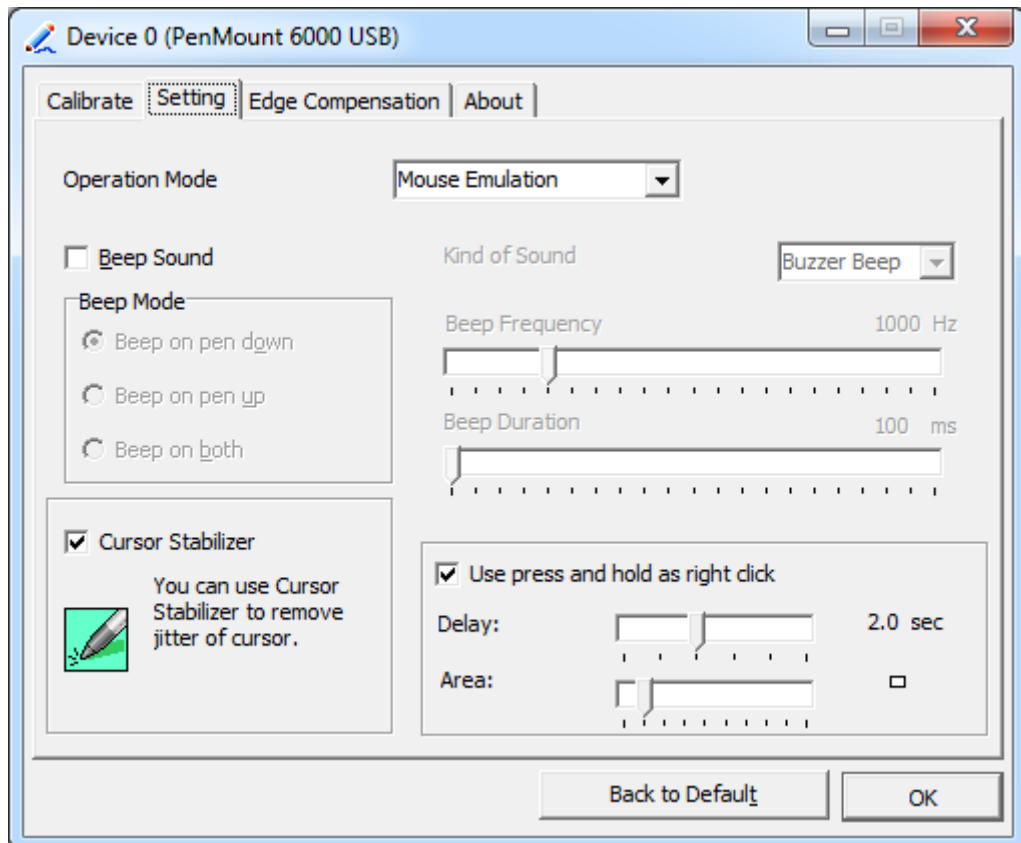 Device 0 (PenMount 6000 USB)
Calibrate Setting Edge Compensation About
Operation Mode Mouse Emulation
Beep Sound Kind of Sound Buzzer Beep
Beep Mode
Beep on pen down
Beep on pen up
Beep on both
Beep Frequency 1000 Hz
Beep Duration 100 ms
Cursor Stabilizer
You can use Cursor
Stabilizer to remove
jitter of cursor.
Use press and hold as right click
Delay: 2.0 sec
Area:
Back to Default OK